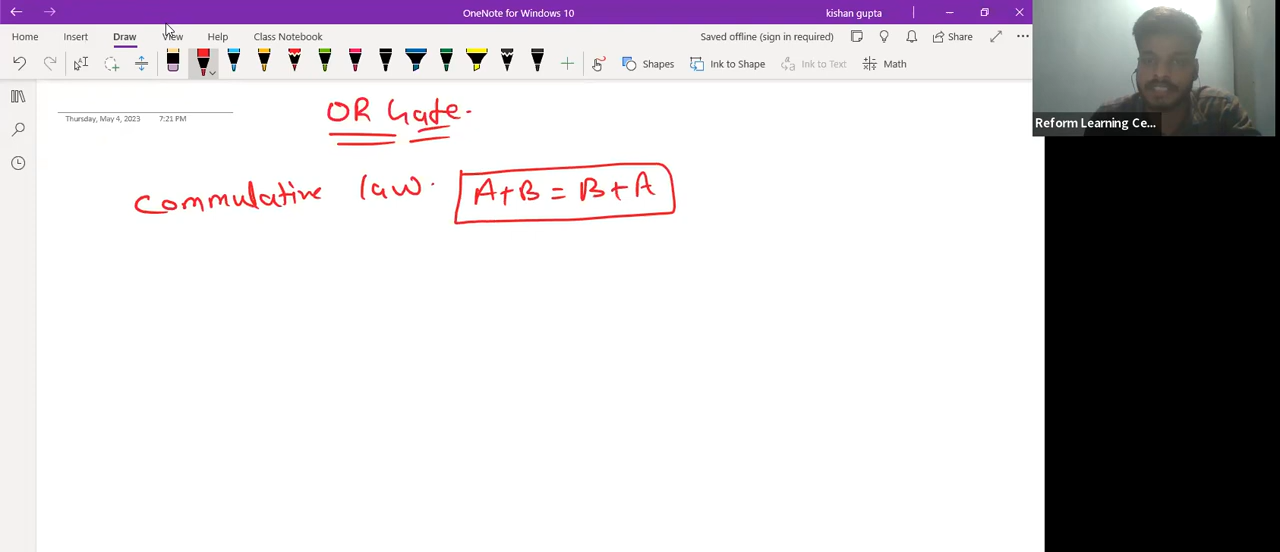 OneNote for Windows 10
kishan gupta
Home Insert Draw View Help Class Notebook
Saved offline (sign in required) Share
Shapes Ink to Shape Ink to Text Math
Thursday, May 4, 2023 7:21 PM
OR Gate.
Commulative law. A+B = B+A
Reform Learning Ce...